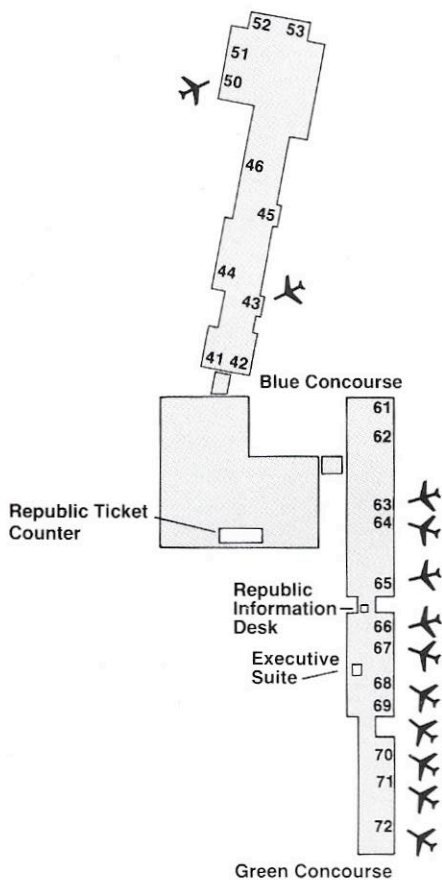 52 53
51
50
46
45
44
43
41 42
Blue Concourse
61
62
63
64
Republic Ticket
Counter
65
Republic
Information
Desk
66
67
Executive
Suite
68
69
70
71
72
Green Concourse